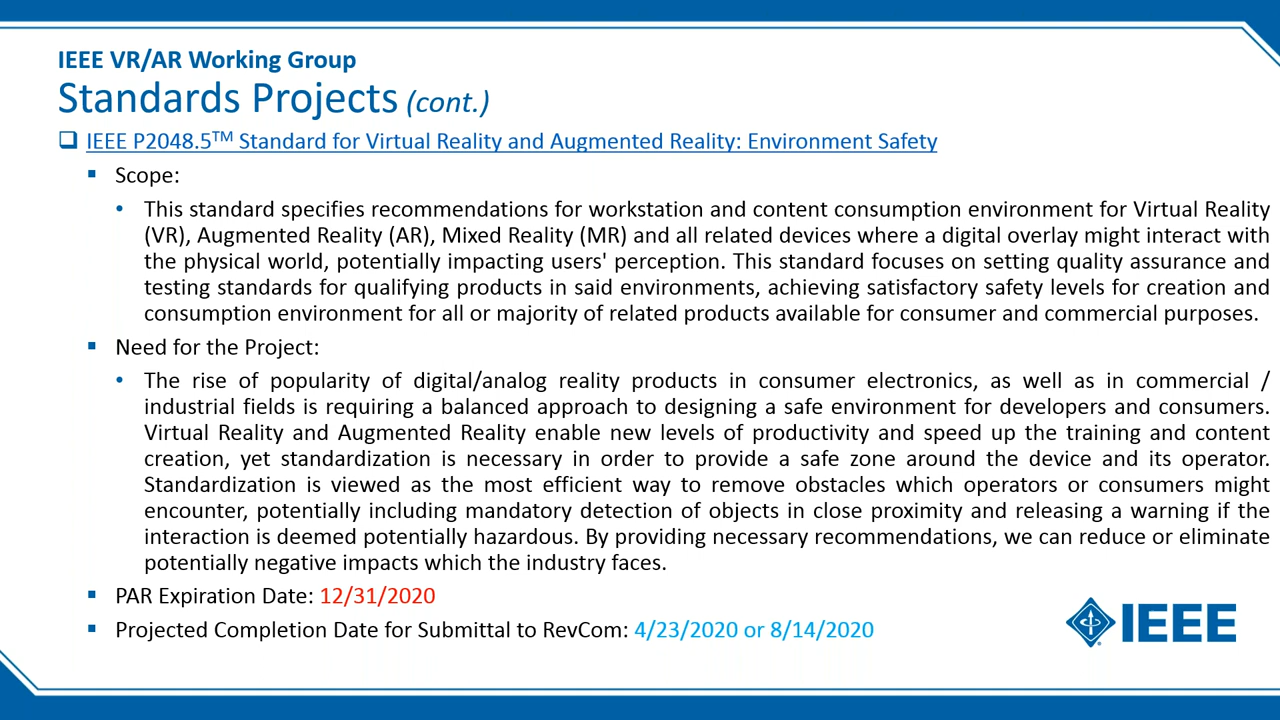 IEEE VR/AR Working Group
Standards Projects (cont.)
IEEE P2048.5TM Standard for Virtual Reality and Augmented Reality: Environment Safety
Scope:
This standard specifies recommendations for workstation and content consumption environment for Virtual Reality
(VR), Augmented Reality (AR), Mixed Reality (MR) and all related devices where a digital overlay might interact with
the physical world, potentially impacting users' perception. This standard focuses on setting quality assurance and
testing standards for qualifying products in said environments, achieving satisfactory safety levels for creation and
consumption environment for all or majority of related products available for consumer and commercial purposes.
Need for the Project:
The rise of popularity of digital/analog reality products in consumer electronics, as well as in commercial /
industrial fields is requiring a balanced approach to designing a safe environment for developers and consumers.
Virtual Reality and Augmented Reality enable new levels of productivity and speed up the training and content
creation, yet standardization is necessary in order to provide a safe zone around the device and its operator.
Standardization is viewed as the most efficient way to remove obstacles which operators or consumers might
encounter, potentially including mandatory detection of objects in close proximity and releasing a warning if the
interaction is deemed potentially hazardous. By providing necessary recommendations, we can reduce or eliminate
potentially negative impacts which the industry faces.
PAR Expiration Date: 12/31/2020
Projected Completion Date for Submittal to RevCom: 4/23/2020 or 8/14/2020
IEEE